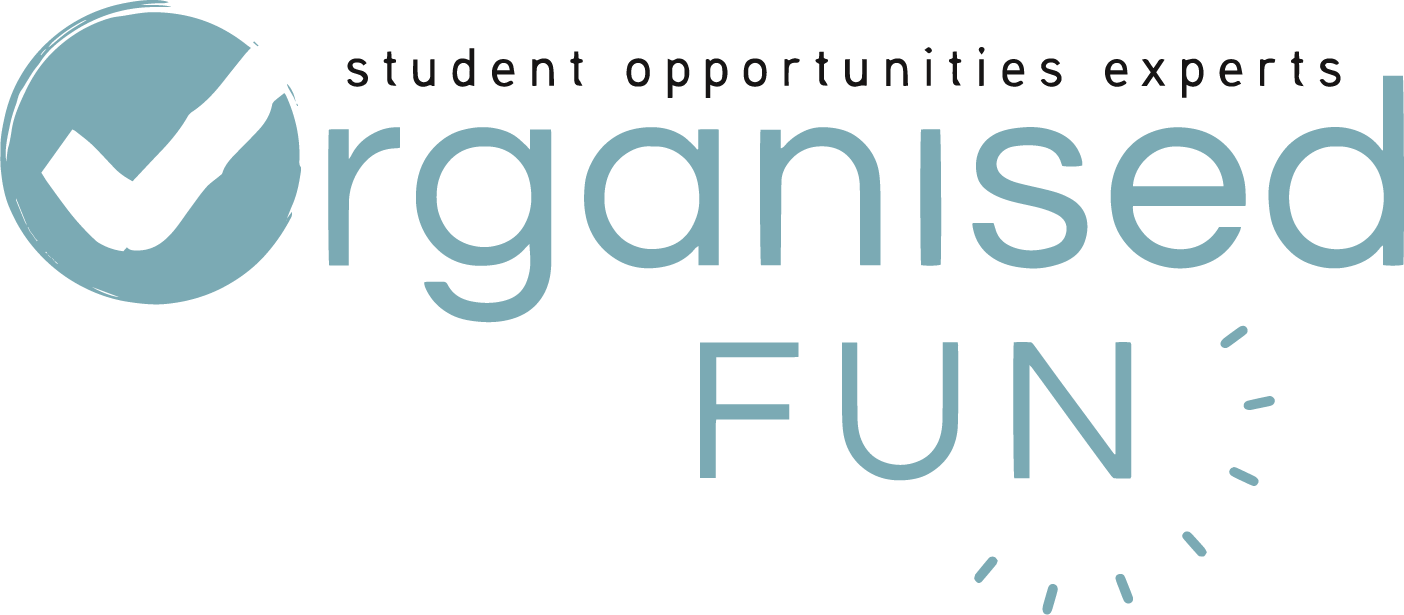 student opportunities experts
Organised
FUN